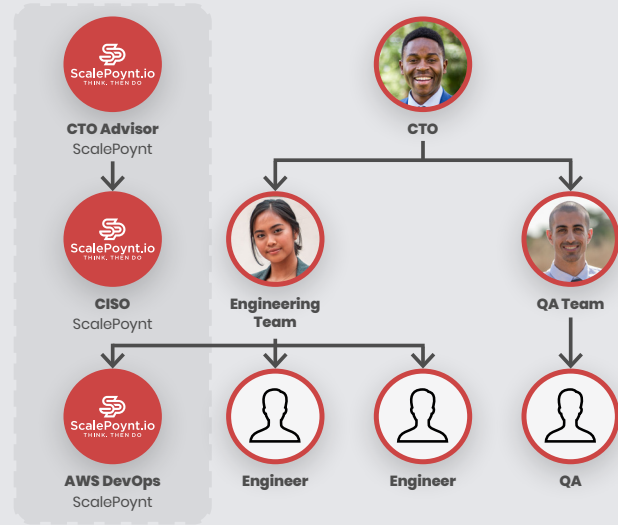 ScalePoynt.io
THINK. THEN DO
CTO Advisor
ScalePoynt
CTO
ScalePoynt.io
THINK. THEN DO
CISO
ScalePoynt
Engineering
Team
QA Team
ScalePoynt.io
THINK. THEN DO
AWS DevOps
ScalePoynt
Engineer
Engineer
QA